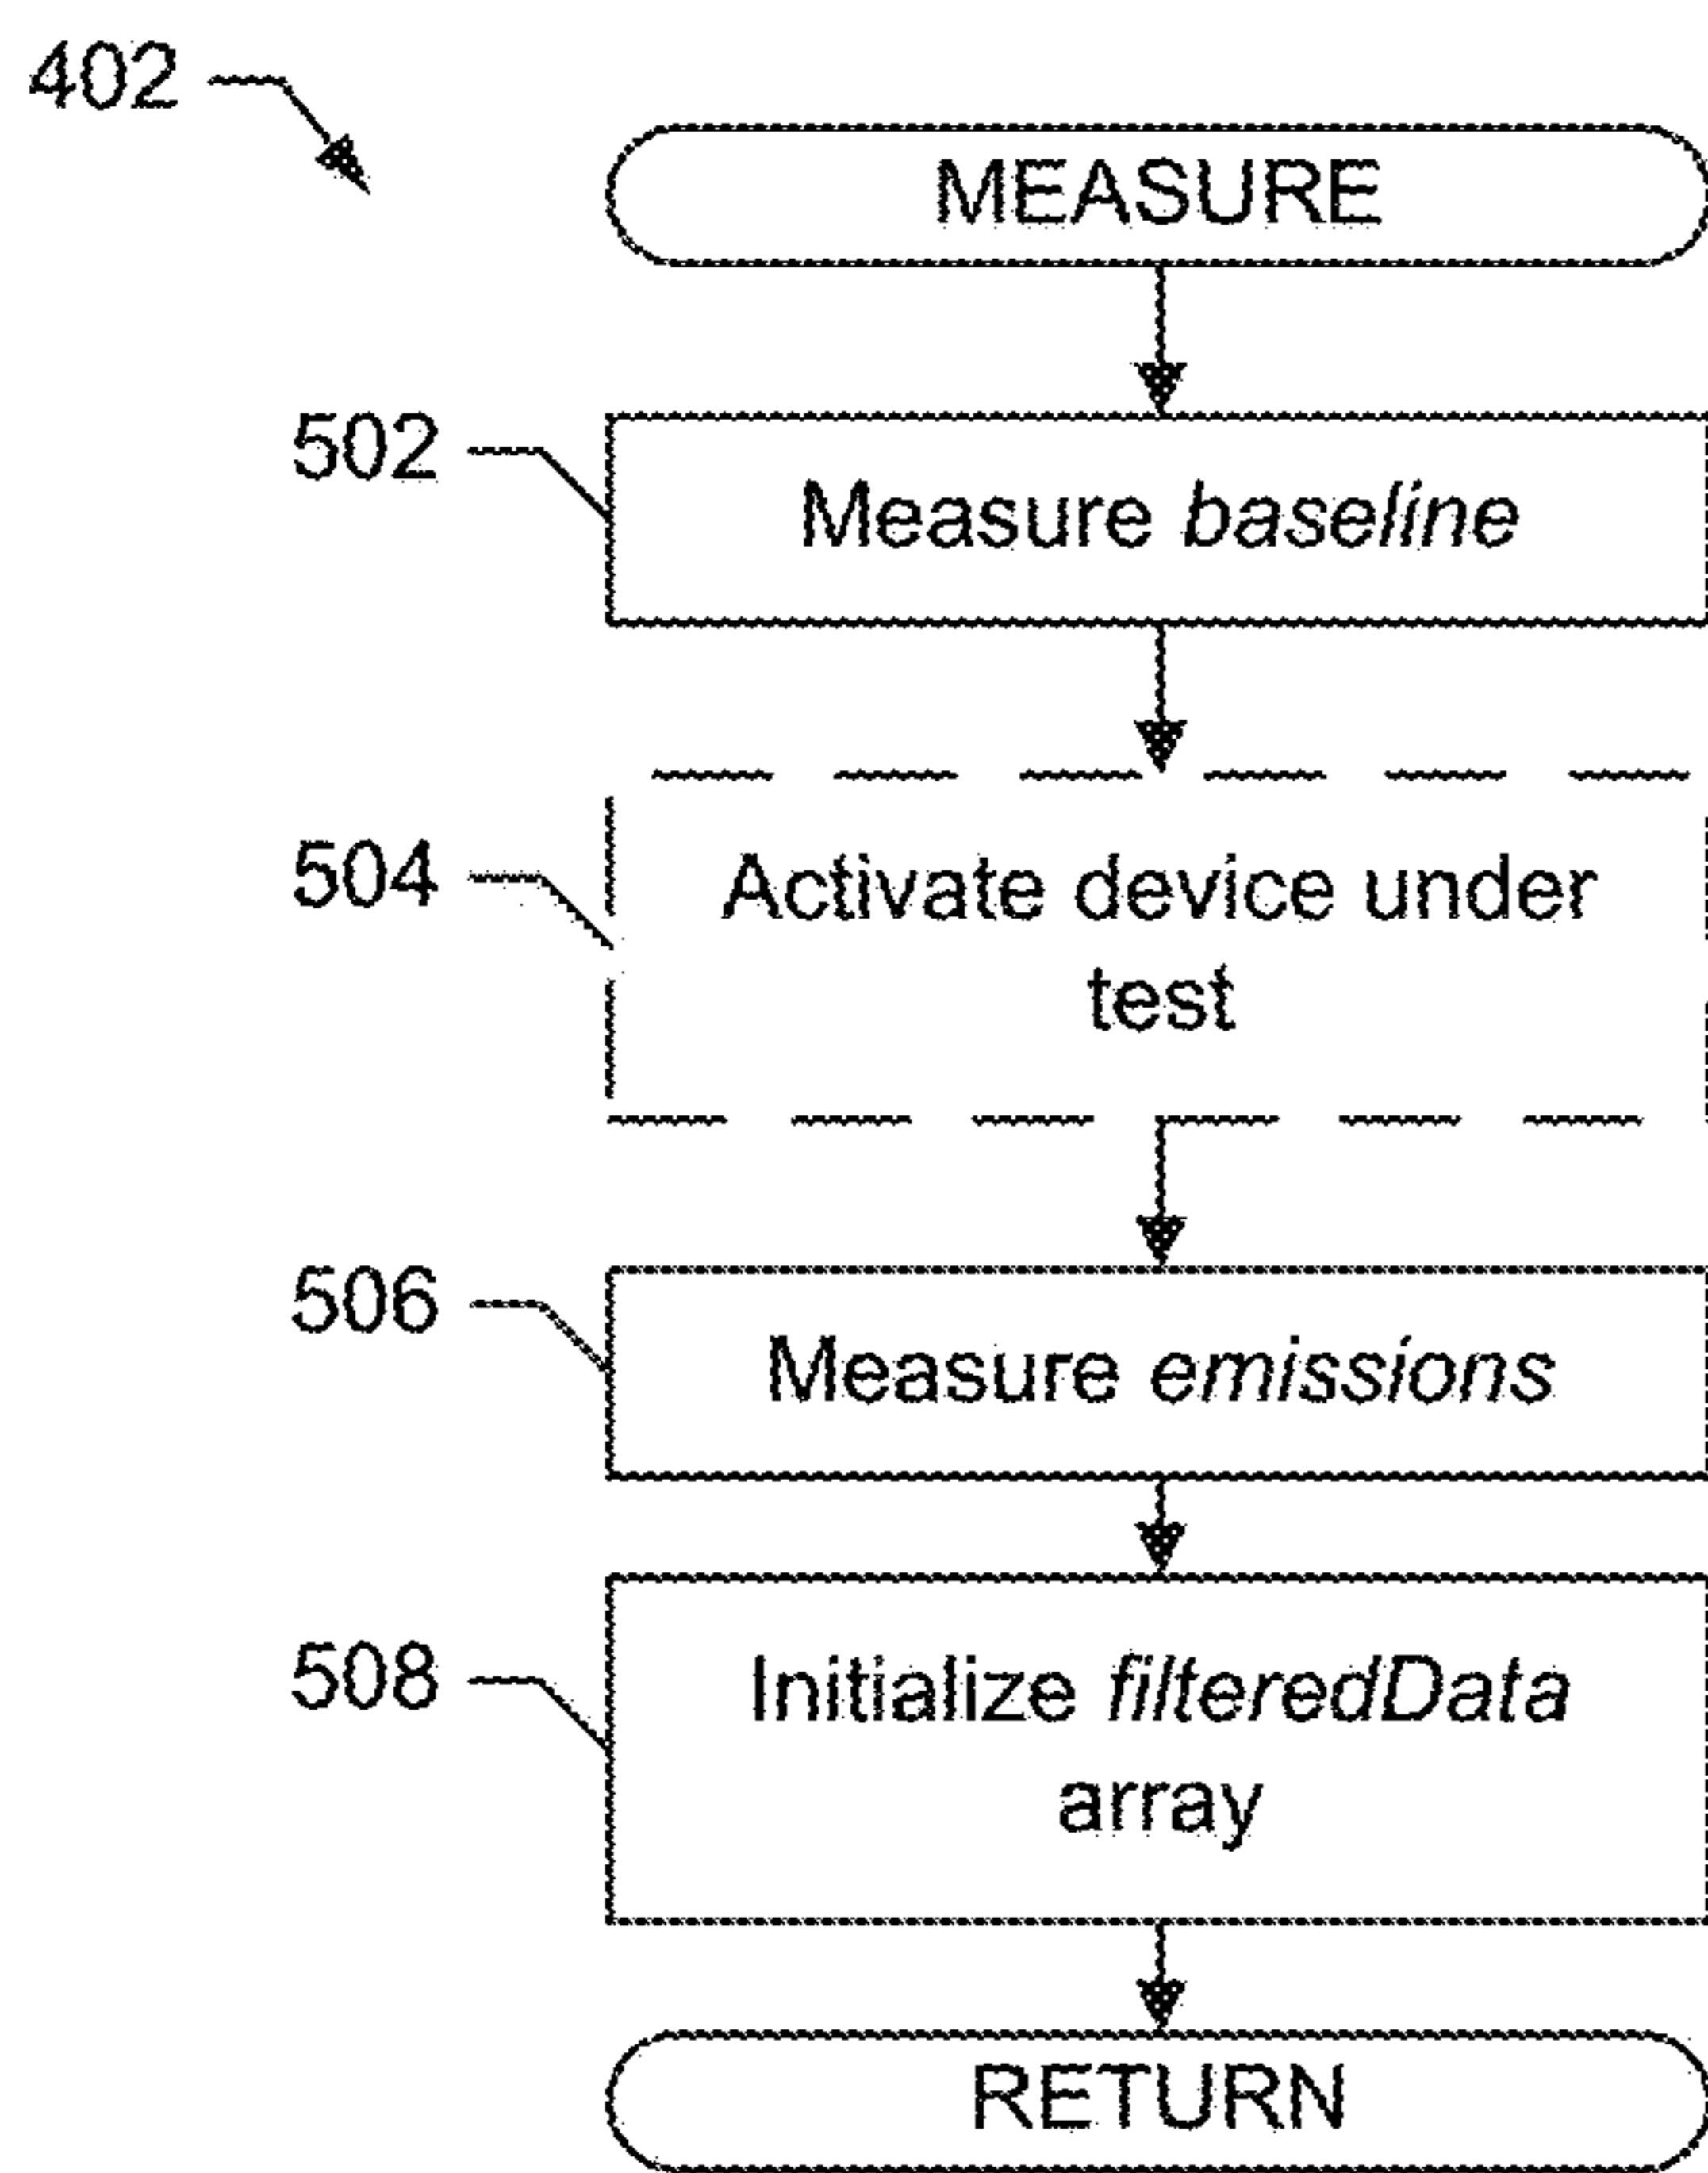 402
MEASURE
502
Measure baseline
504
Activate device under
test
506
Measure emissions
508
Initialize filteredData
array
RETURN